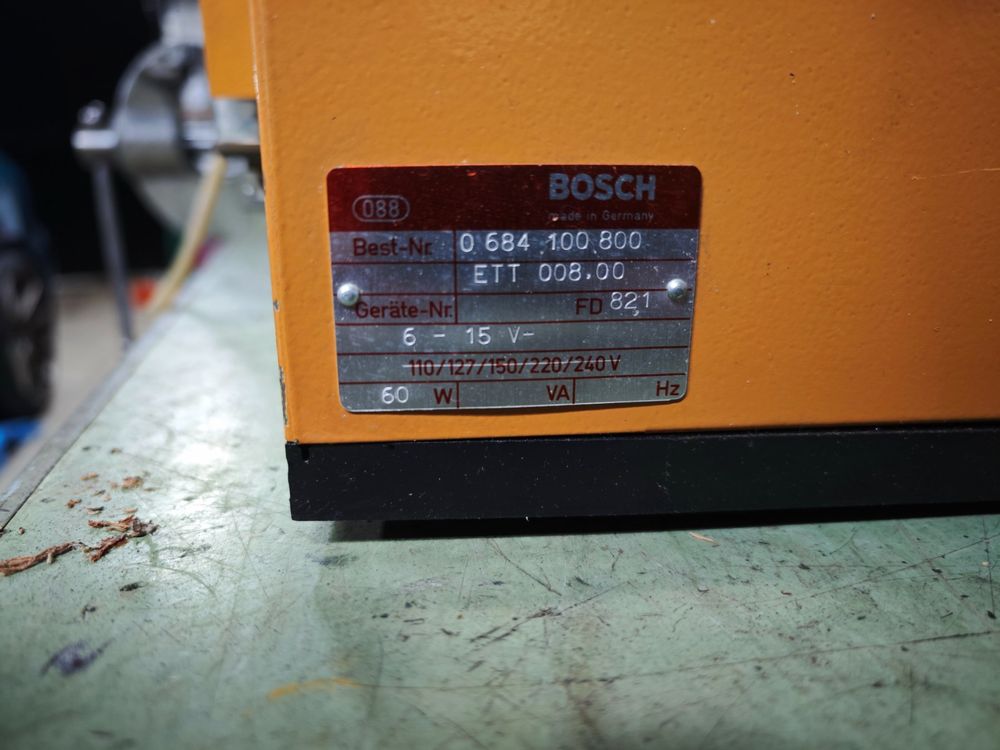 088
BOSCH
made in Germany
Best-Nr. 0 684 100 800
ETT 008.00
Geräte-Nr. FD 821
6 - 15 V-
110/127/150/220/240 V
60 W VA Hz